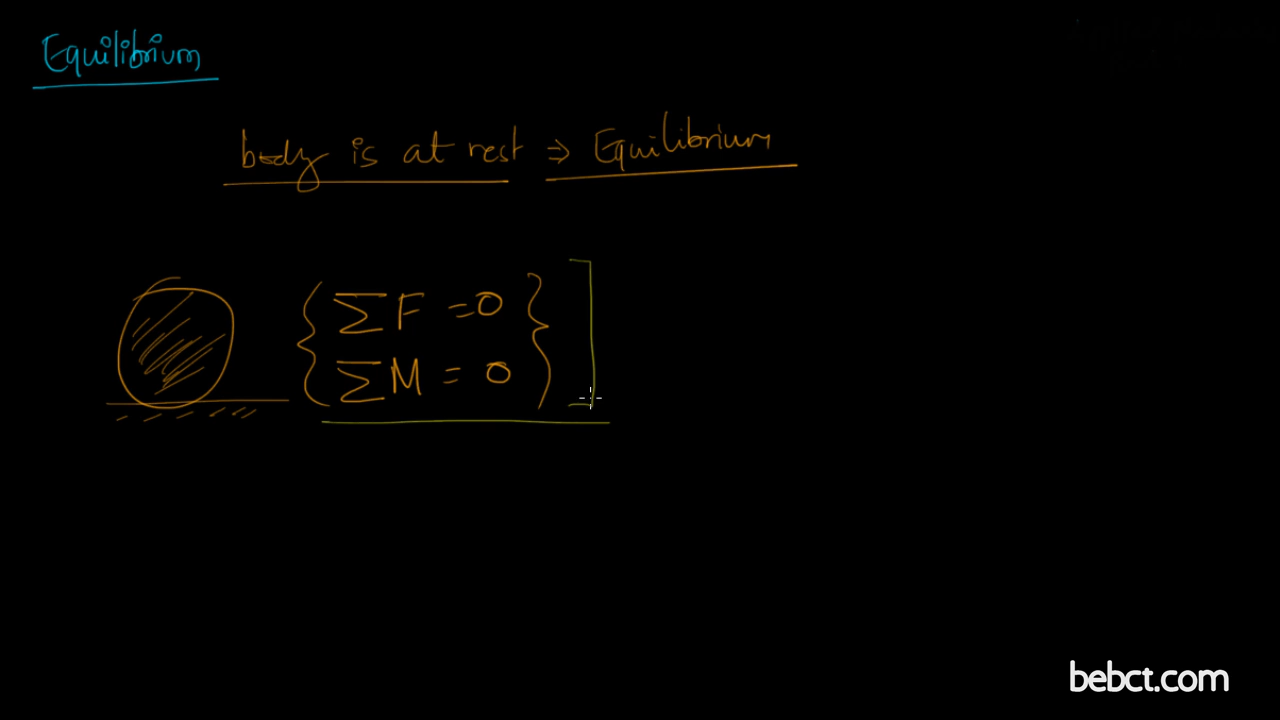 Equilibrium
body is at rest ⇒ Equilibrium
{ ΣF = 0 }
{ ΣM = 0 }
bebct.com